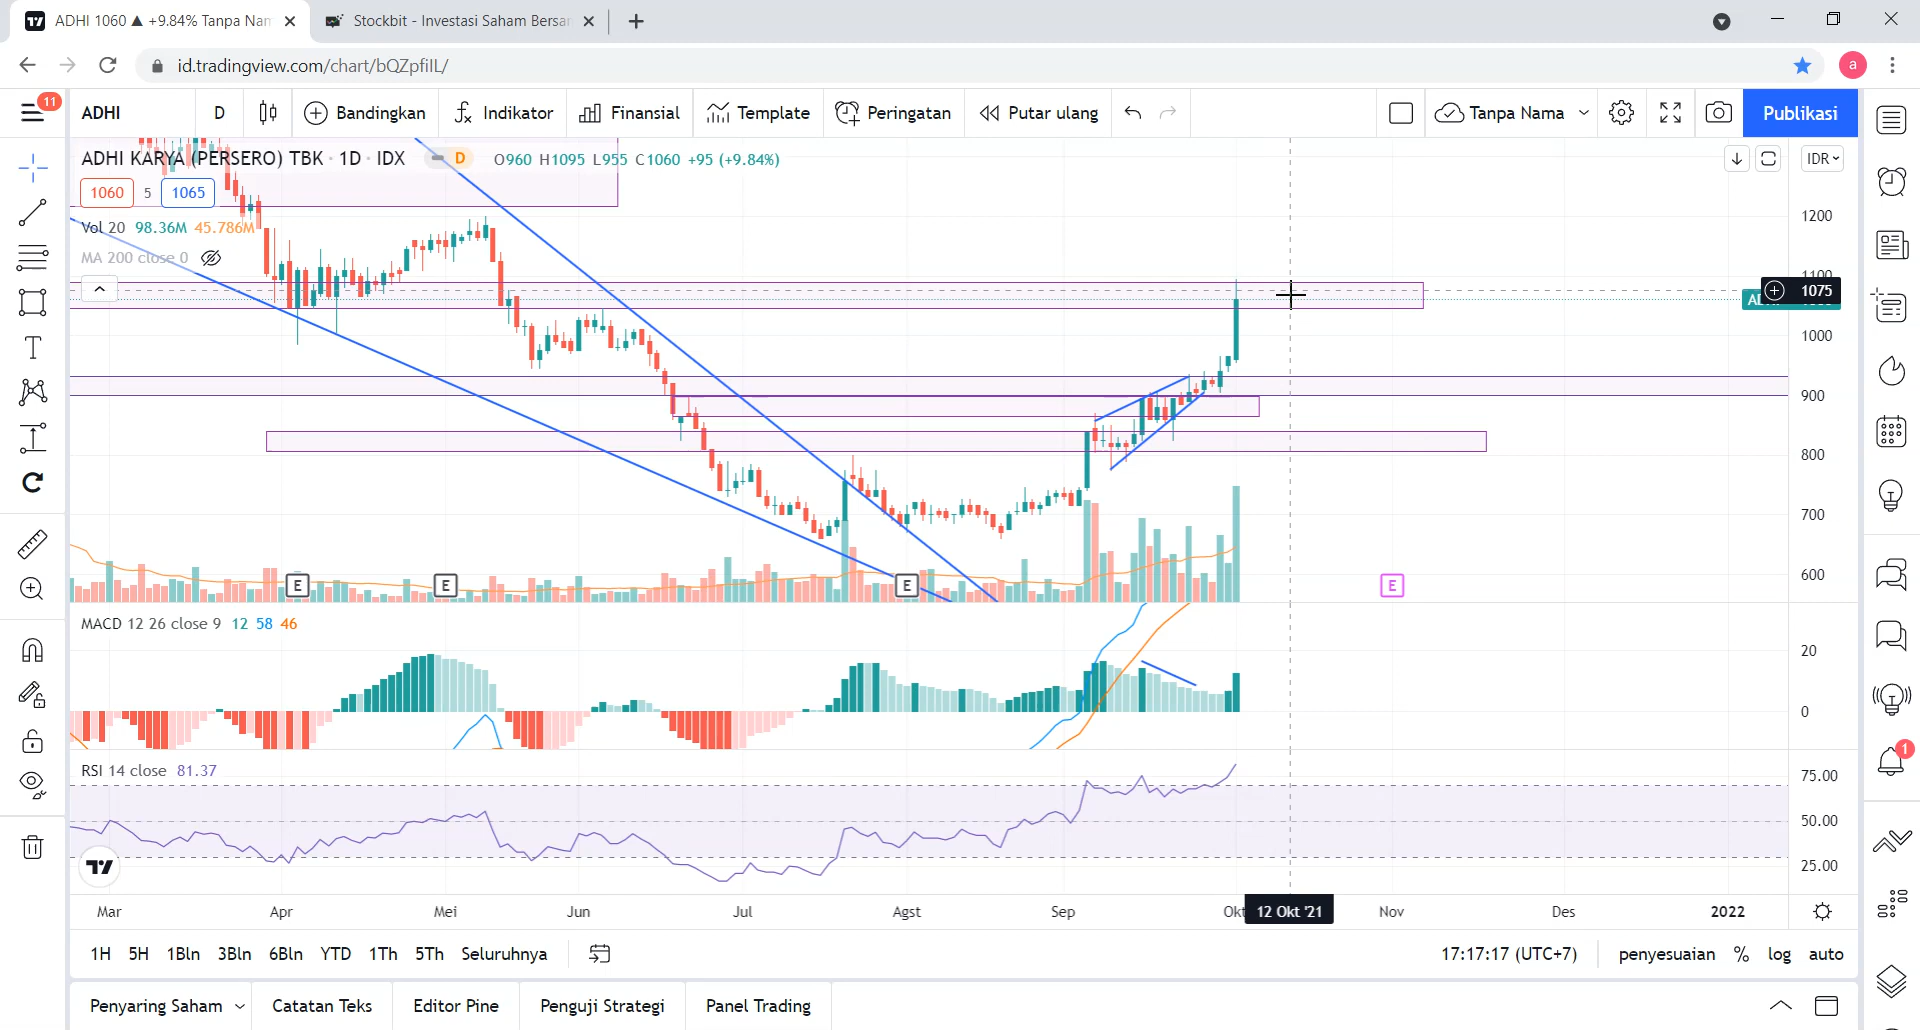 ADHI 1060 ▲ +9.84% Tanpa Nam
Stockbit - Investasi Saham Bersa
id.tradingview.com/chart/bQZpfiIL/
a
11
ADHI
D
Bandingkan
Indikator
Finansial
Template
Peringatan
Putar ulang
Tanpa Nama
Publikasi
ADHI KARYA (PERSERO) TBK · 1D · IDX
D
O960 H1095 L955 C1060 +95 (+9.84%)
IDR
1060
5
1065
Vol 20 98.36M 45.786M
MA 200 close 0
1200
1100
1075
1000
900
800
700
600
E
E
E
E
MACD 12 26 close 9 12 58 46
20
0
RSI 14 close 81.37
75.00
50.00
25.00
1
Mar
Apr
Mei
Jun
Jul
Agst
Sep
Okt
12 Okt '21
Nov
Des
2022
1H
5H
1Bln
3Bln
6Bln
YTD
1Th
5Th
Seluruhnya
17:17:17 (UTC+7)
penyesuaian
%
log
auto
Penyaring Saham
Catatan Teks
Editor Pine
Penguji Strategi
Panel Trading